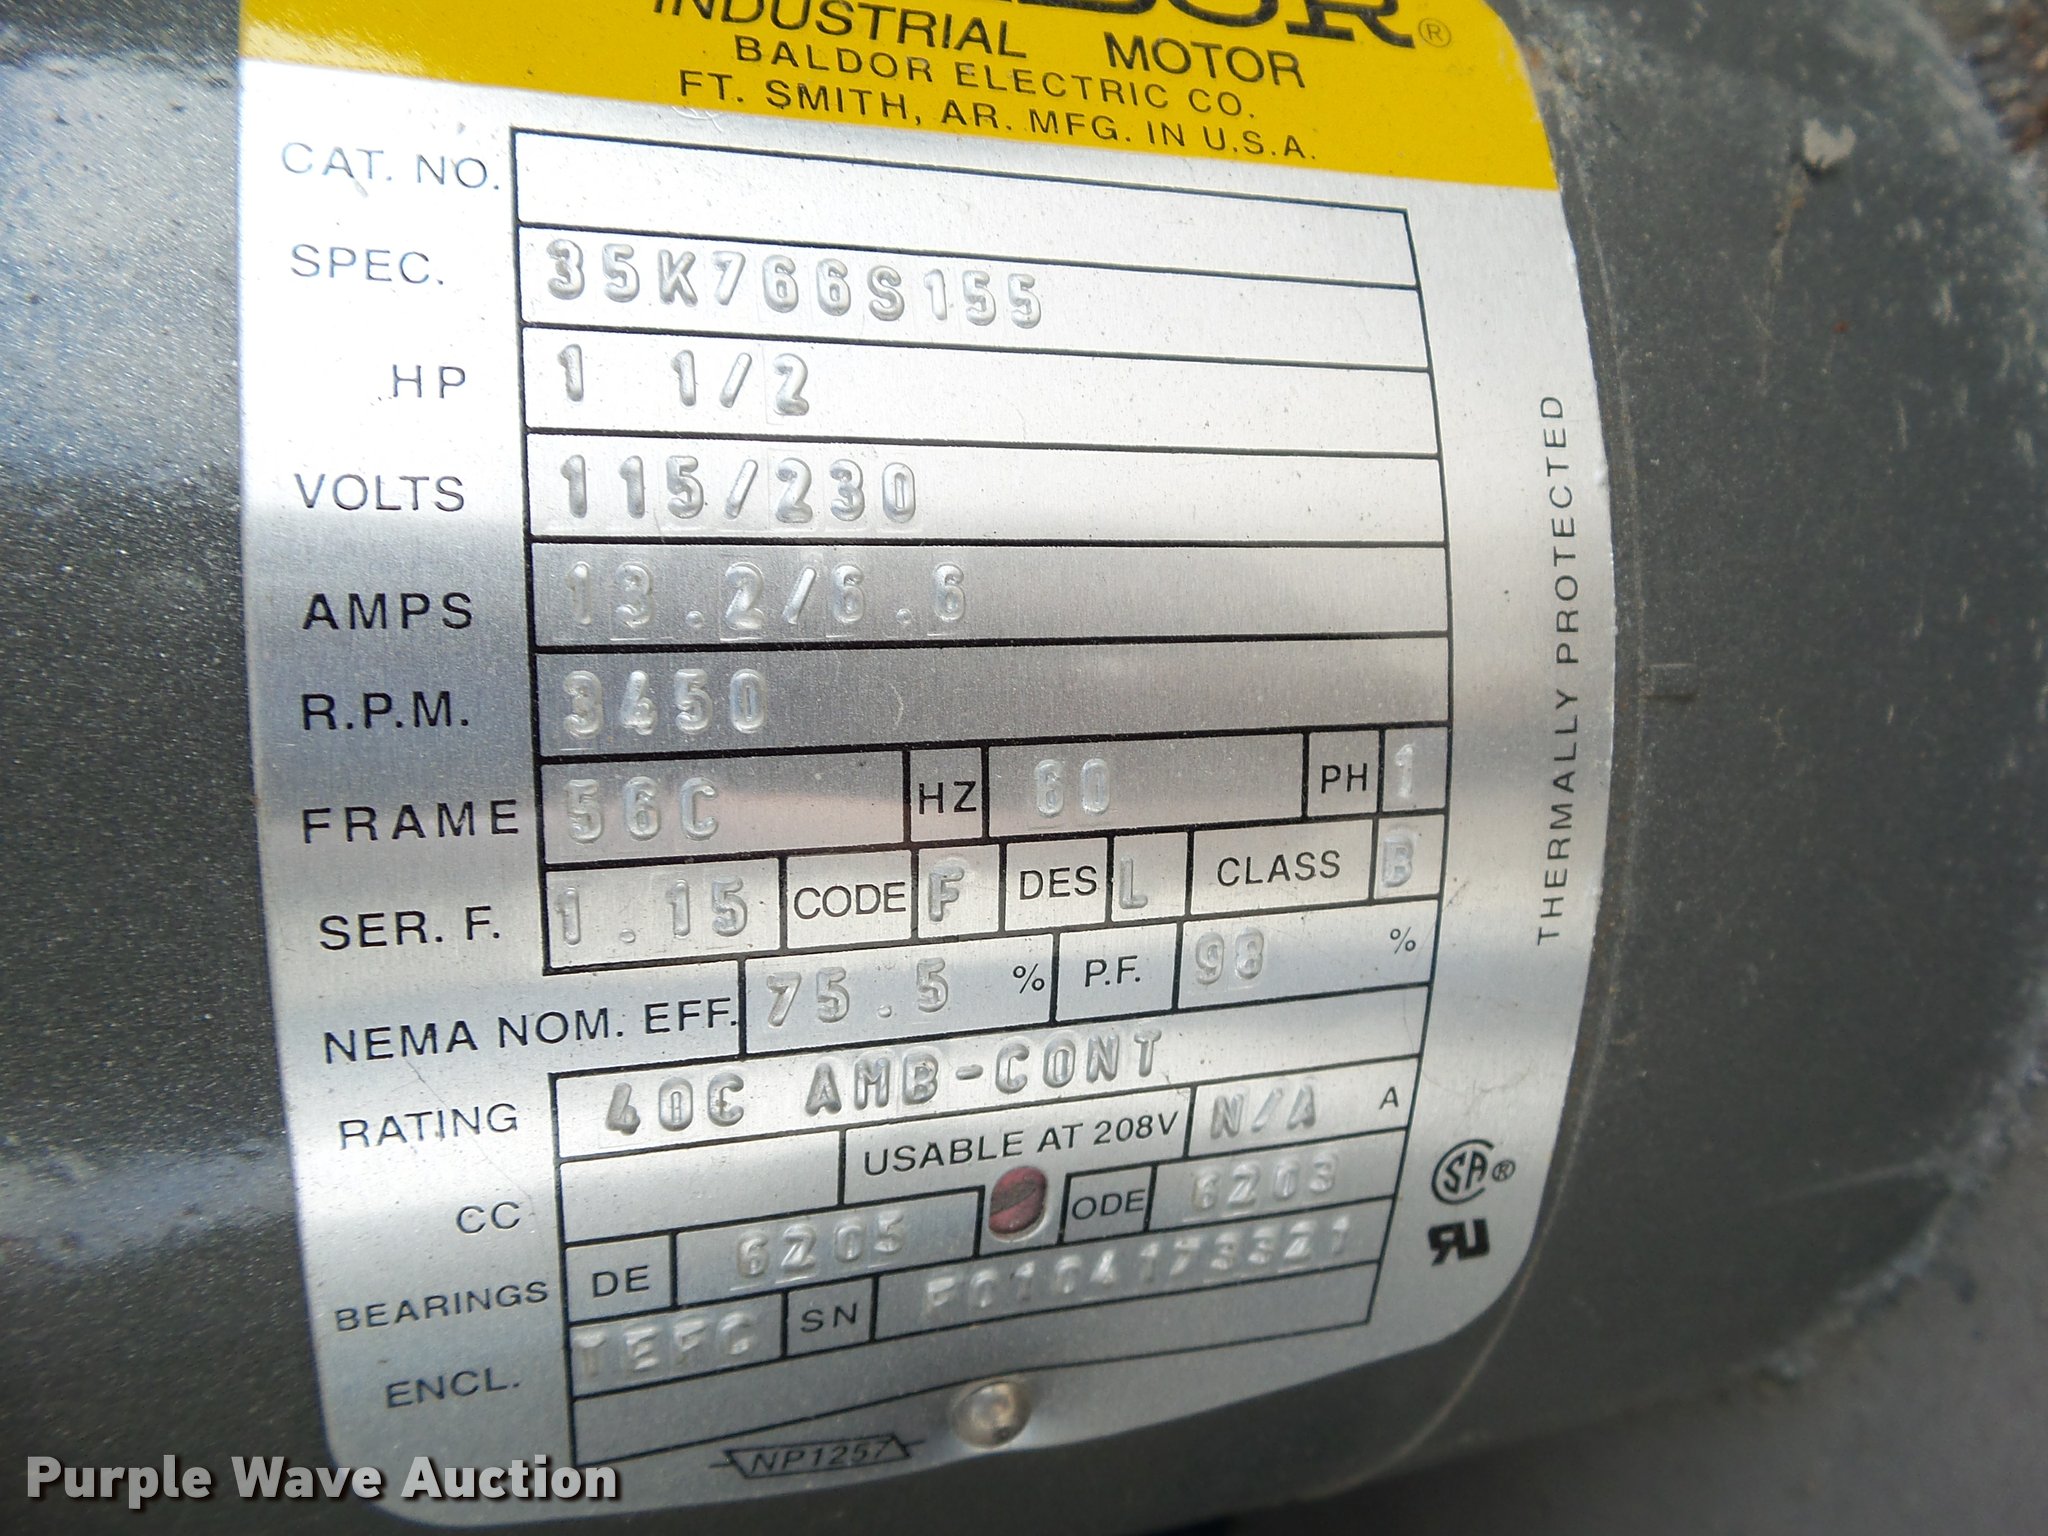 INDUSTRIAL MOTOR
BALDOR ELECTRIC CO.
FT. SMITH, AR. MFG. IN U.S.A.
CAT. NO.
SPEC. 35K766S155
HP 1 1/2
VOLTS 115/230
AMPS 13.2/6.6
R.P.M. 3450
FRAME 56C HZ 60 PH 1
SER. F. 1.15 CODE F DES L CLASS B
NEMA NOM. EFF. 75.5 % P.F. 98 %
RATING 40C AMB-CONT
CC USABLE AT 208V N/A A
BEARINGS DE 6205 ODE 6203
ENCL. TEFC SN F0104173321
NP1257
THERMALLY PROTECTED
SA ®
RU
Purple Wave Auction